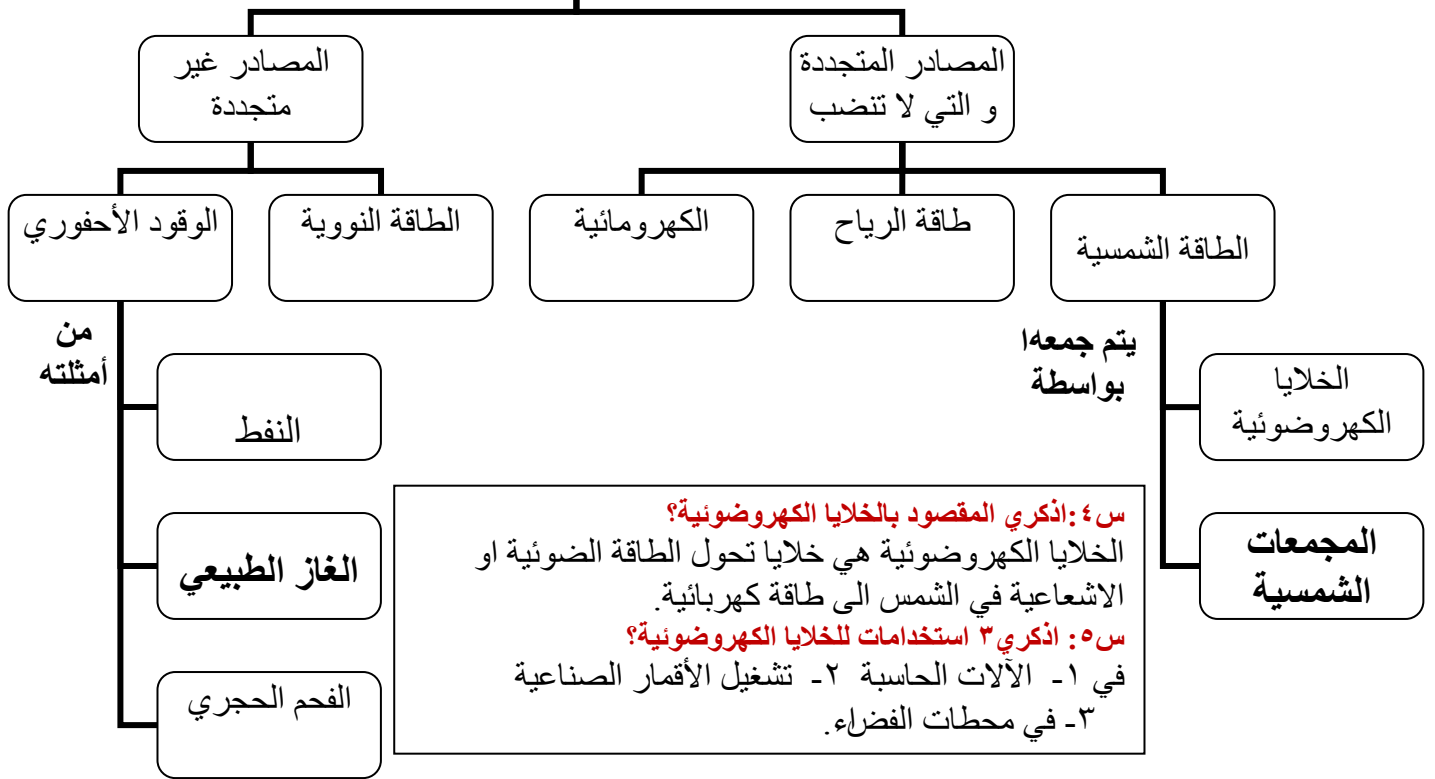 المصادر المتجددة
و التي لا تنضب
المصادر غير
متجددة
الطاقة الشمسية
طاقة الرياح
الكهرومائية
الطاقة النووية
الوقود الأحفوري
يتم جمعها
بواسطة
الخلايا
الكهروضوئية
المجمعات
الشمسية
من
أمثلته
النفط
الغاز الطبيعي
الفحم الحجري
س٤:اذكري المقصود بالخلايا الكهروضوئية؟
الخلايا الكهروضوئية هي خلايا تحول الطاقة الضوئية او
الاشعاعية في الشمس الى طاقة كهربائية.
س٥: اذكري٣ استخدامات للخلايا الكهروضوئية؟
في ١- الآلات الحاسبة ٢- تشغيل الأقمار الصناعية
٣- في محطات الفضاء.